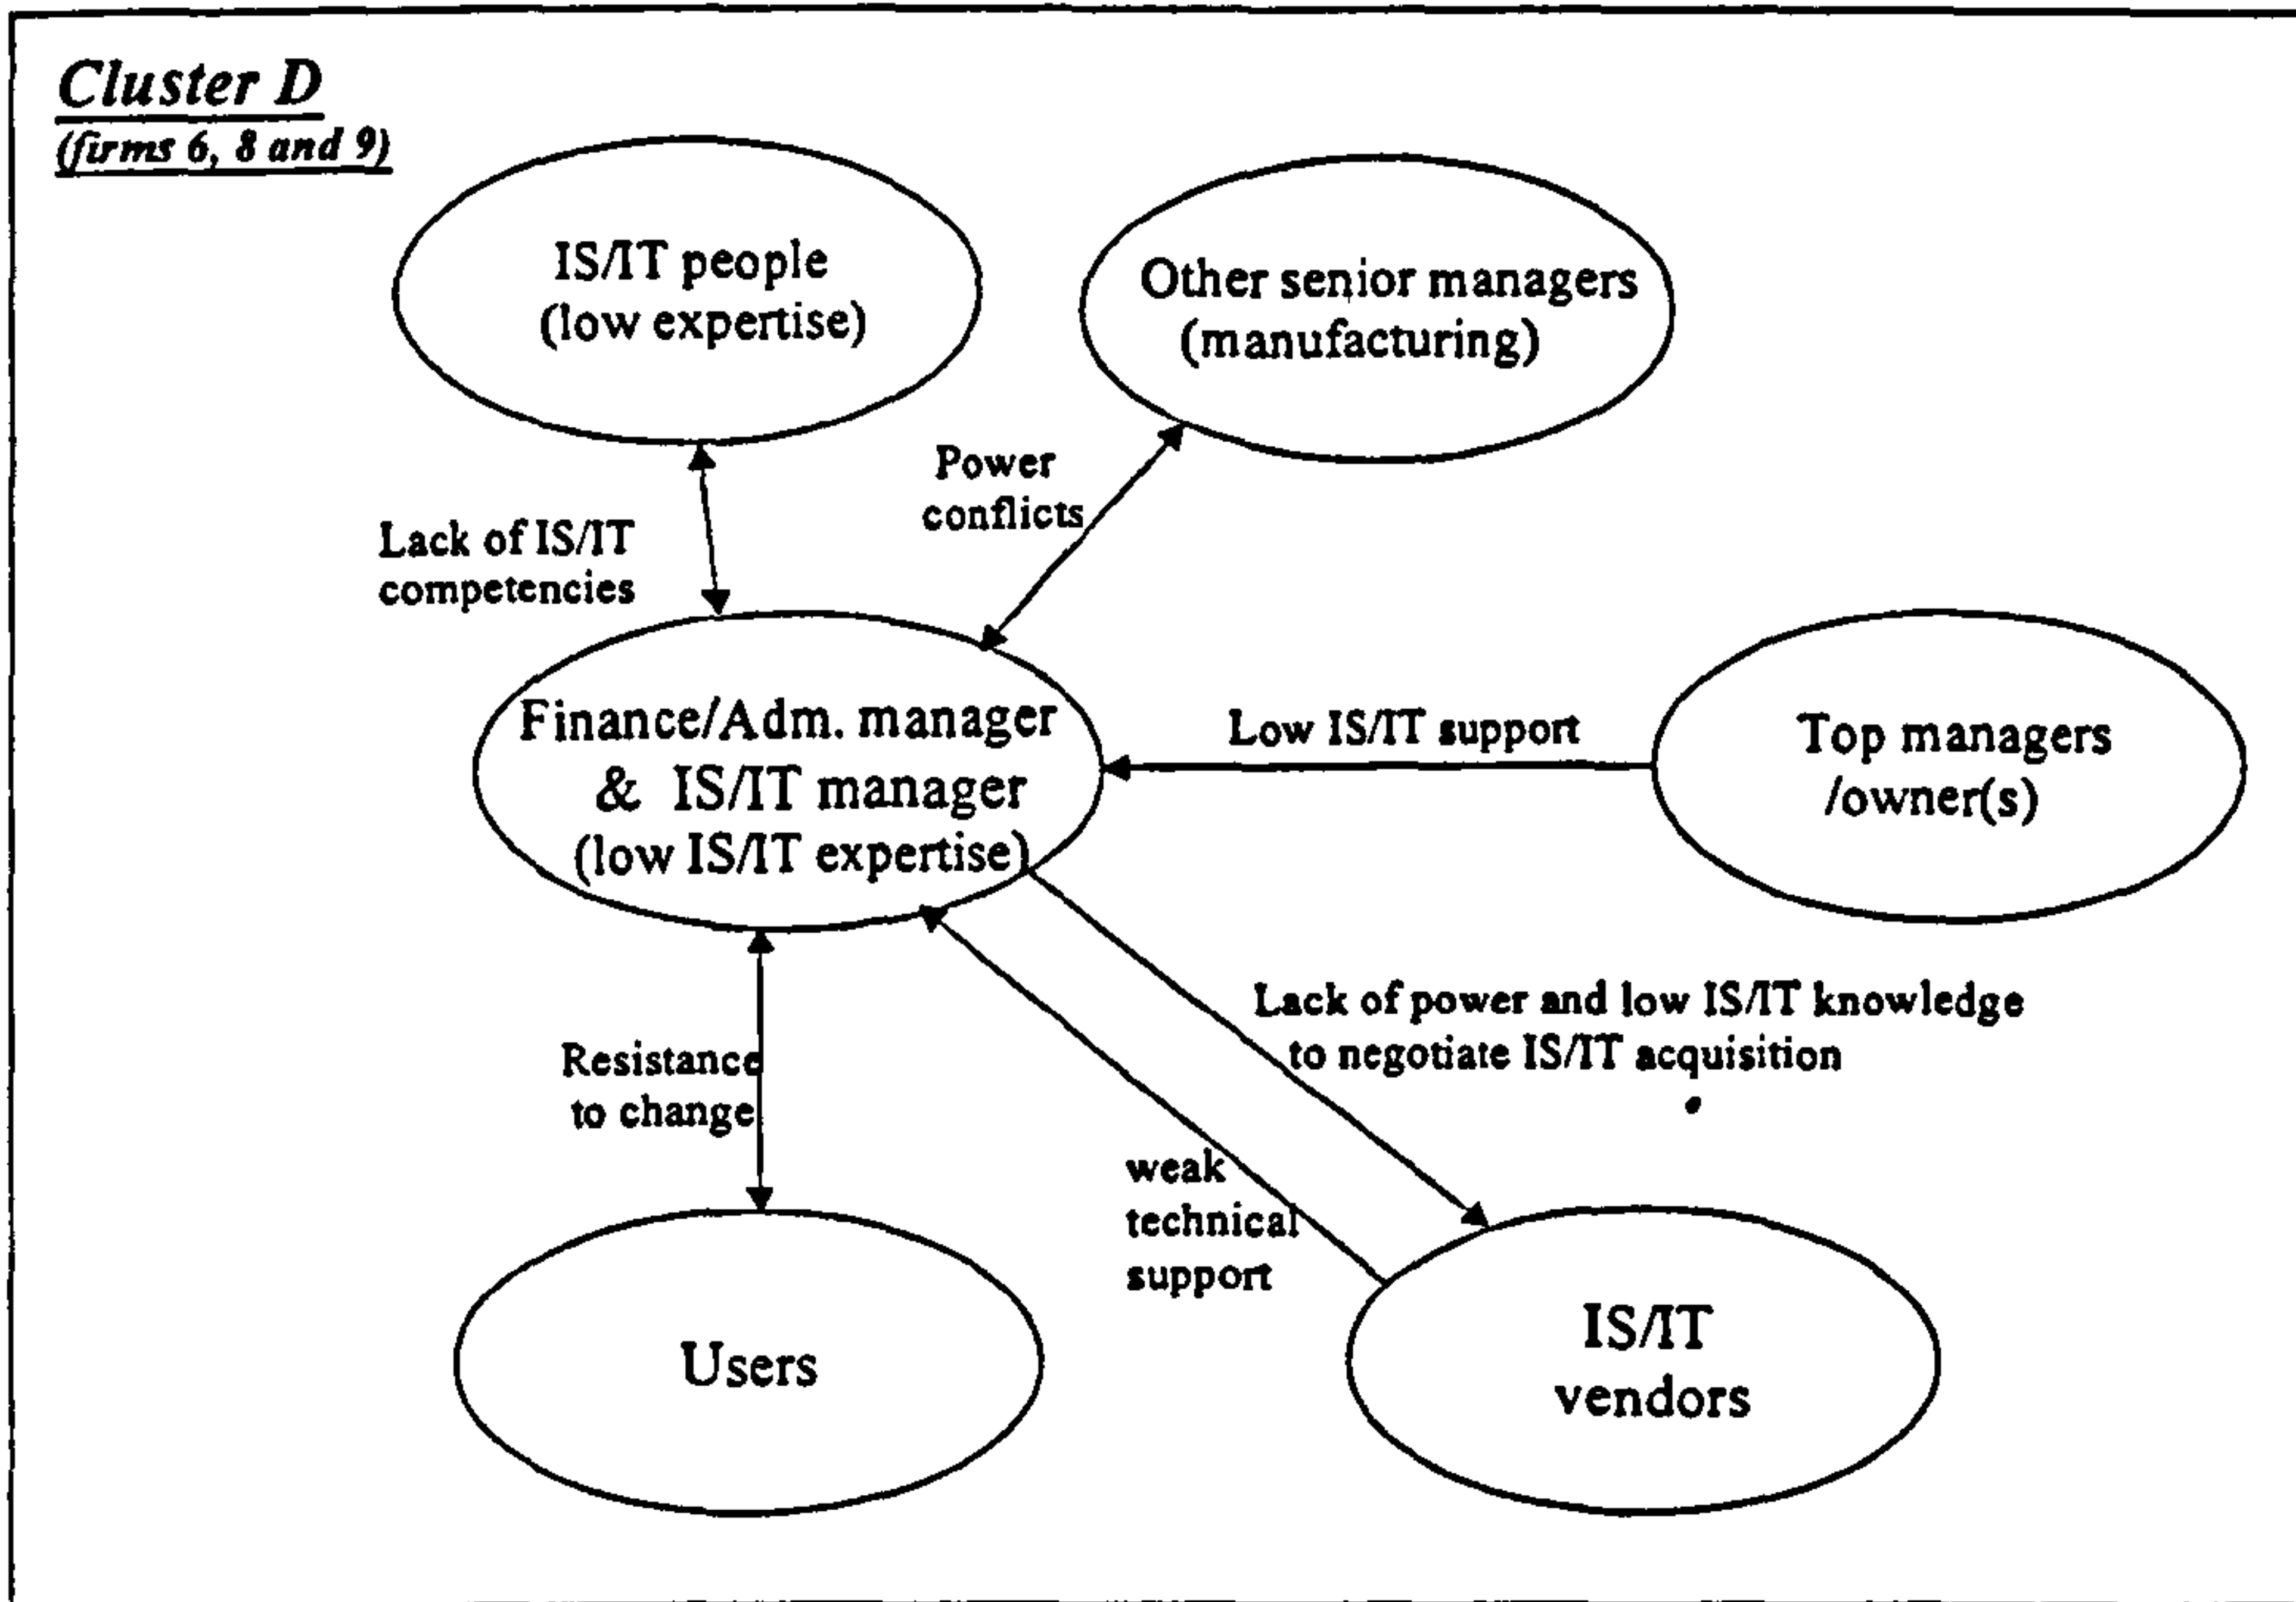 Cluster D
(firms 6, 8 and 9)
IS/IT people
(low expertise)
Other senior managers
(manufacturing)
Power
conflicts
Lack of IS/IT
competencies
Finance/Adm. manager
& IS/IT manager
(low IS/IT expertise)
Low IS/IT support
Top managers
/owner(s)
Lack of power and low IS/IT knowledge
to negotiate IS/IT acquisition
Resistance
to change
weak
technical
support
Users
IS/IT
vendors